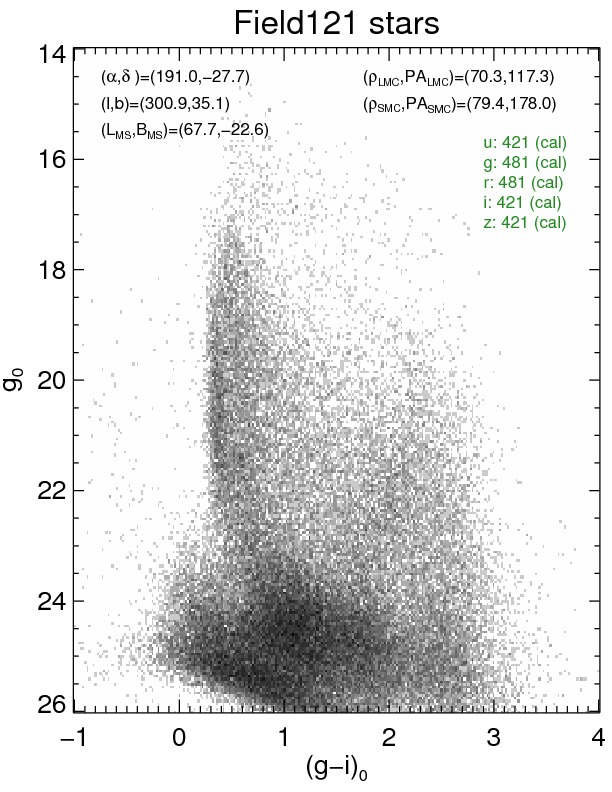 Field121 stars
(α,δ)=(191.0,−27.7)
(ρLMC,PALMC)=(70.3,117.3)
(l,b)=(300.9,35.1)
(ρSMC,PASMC)=(79.4,178.0)
(LMS,BMS)=(67.7,−22.6)
u: 421 (cal)
g: 481 (cal)
r: 481 (cal)
i: 421 (cal)
z: 421 (cal)
14
16
18
20
22
24
26
g0
−1 0 1 2 3 4
(g−i)0